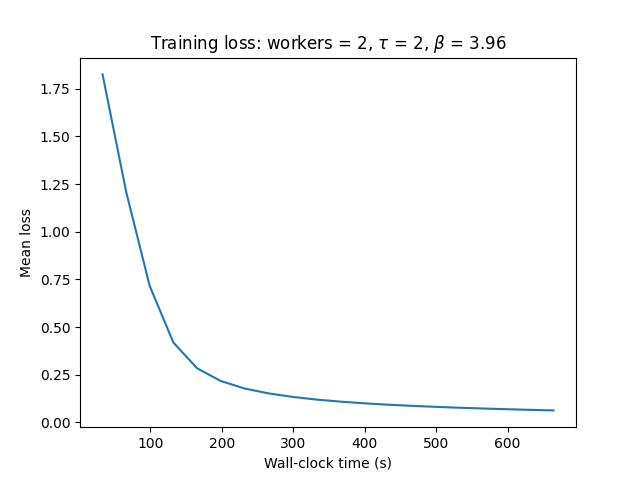 Training loss: workers = 2, τ = 2, β = 3.96
Mean loss
1.75
1.50
1.25
1.00
0.75
0.50
0.25
0.00
100 200 300 400 500 600
Wall-clock time (s)